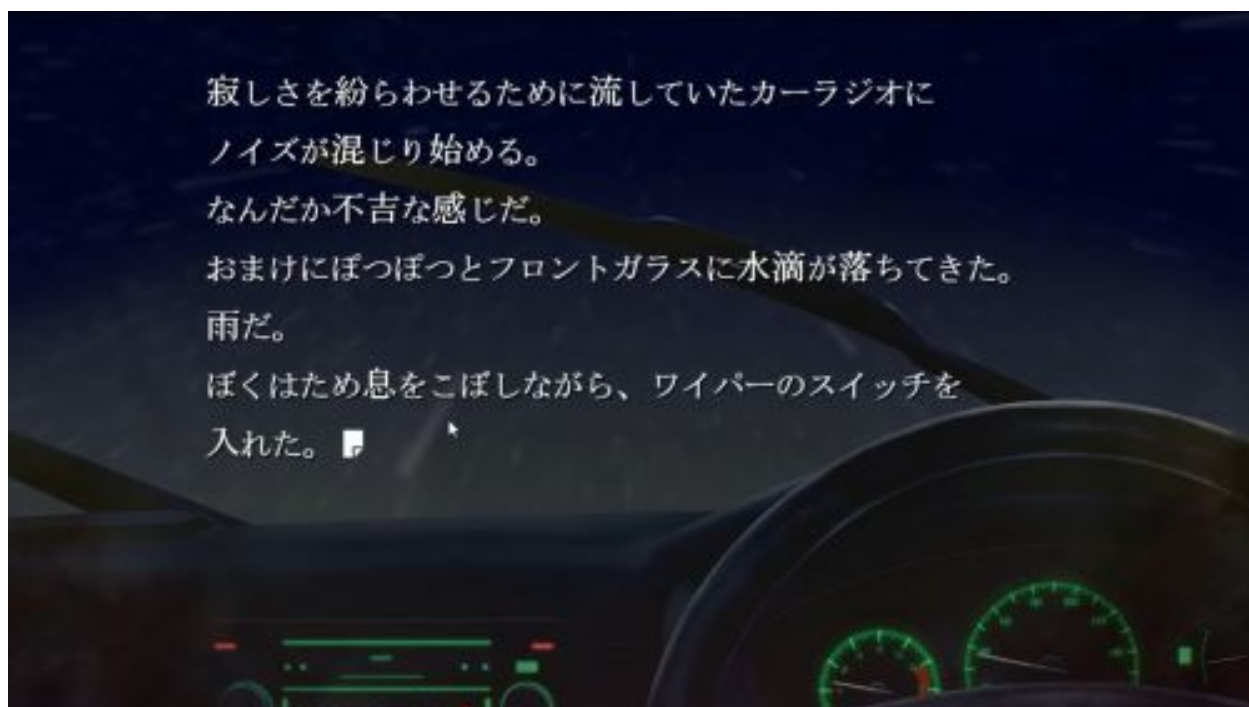 寂しさを紛らわせるために流していたカーラジオに
ノイズが混じり始める。
なんだか不吉な感じだ。
おまけにぽつぽつとフロントガラスに水滴が落ちてきた。
雨だ。
ぼくはため息をこぼしながら、ワイパーのスイッチを
入れた。